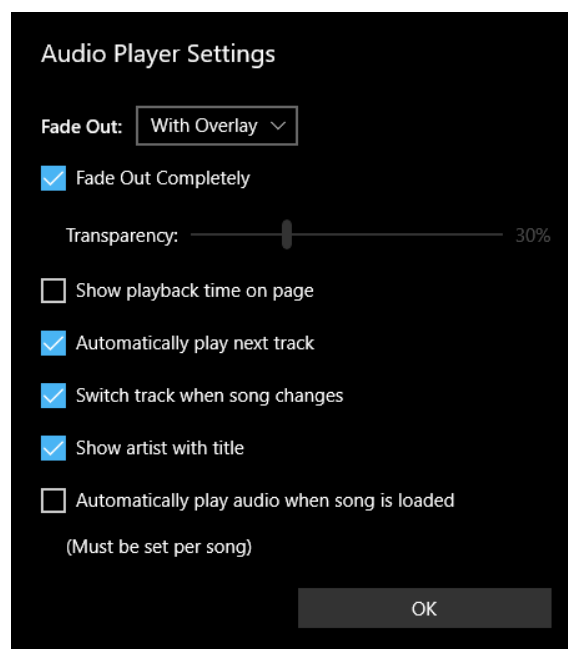 Audio Player Settings
Fade Out: With Overlay
Fade Out Completely
Transparency: 30%
Show playback time on page
Automatically play next track
Switch track when song changes
Show artist with title
Automatically play audio when song is loaded
(Must be set per song)
OK